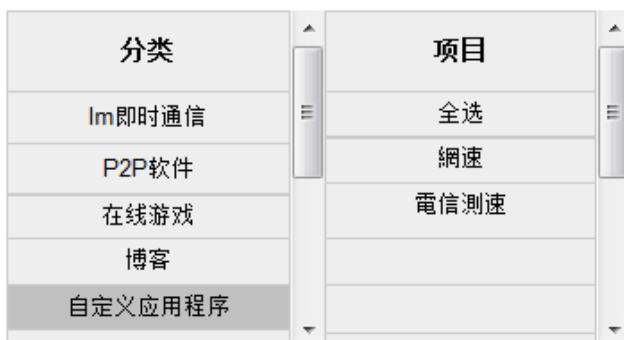 分类
Im即时通信
P2P软件
在线游戏
博客
自定义应用程序
项目
全选
網速
電信測速